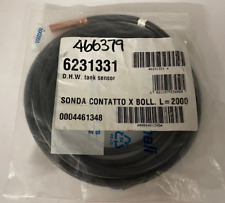 466379
6231331
D.H.W. tank sensor
SONDA CONTATTO X BOLL. L=2000
0004461348